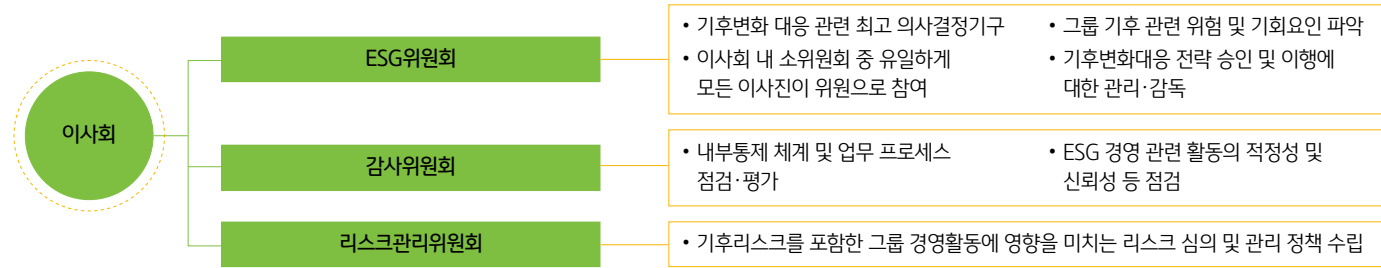 이사회
ESG위원회
• 기후변화 대응 관련 최고 의사결정기구
• 이사회 내 소위원회 중 유일하게
모든 이사진이 위원으로 참여
• 그룹 기후 관련 위험 및 기회요인 파악
• 기후변화대응 전략 승인 및 이행에
대한 관리·감독
감사위원회
• 내부통제 체계 및 업무 프로세스
점검·평가
• ESG 경영 관련 활동의 적정성 및
신뢰성 등 점검
리스크관리위원회
• 기후리스크를 포함한 그룹 경영활동에 영향을 미치는 리스크 심의 및 관리 정책 수립